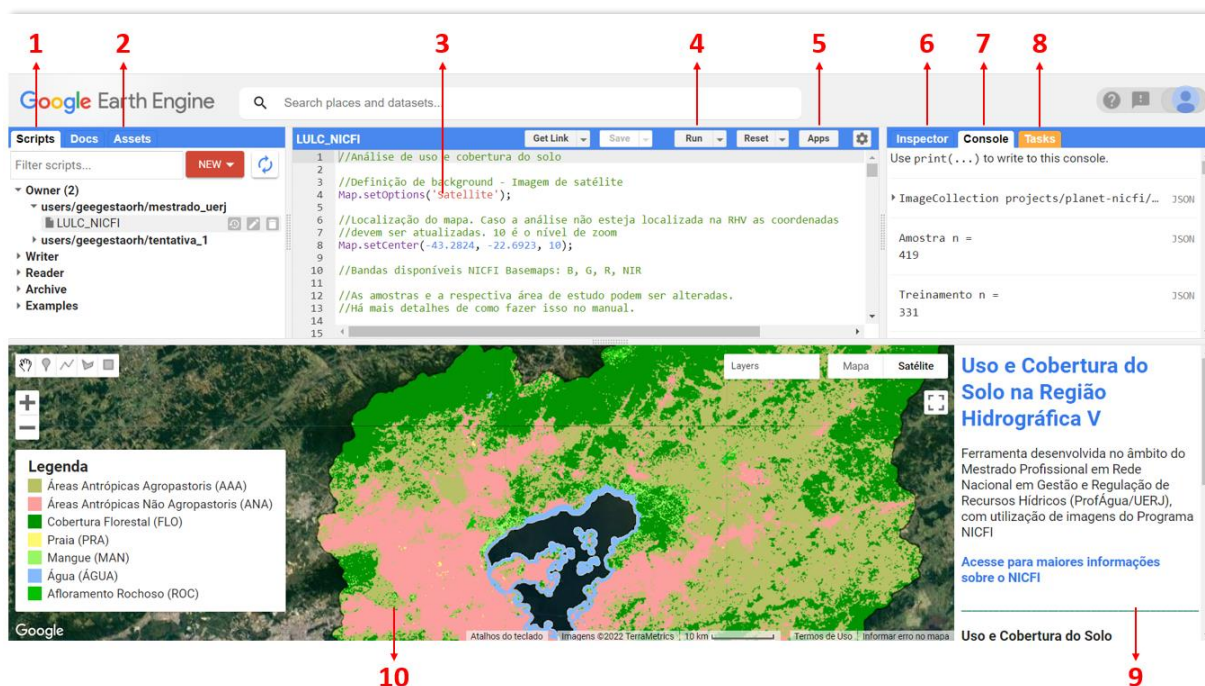 1 2 3 4 5 6 7 8
Google Earth Engine
Search places and datasets...
Scripts Docs Assets
Filter scripts...
NEW
Owner (2)
users/geegestaorh/mestrado_uerj
LULC_NICFI
users/geegestaorh/tentativa_1
Writer
Reader
Archive
Examples
LULC_NICFI
Get Link Save Run Reset Apps
1 //Análise de uso e cobertura do solo
2
3 //Definição de background - Imagem de satélite
4 Map.setOptions('Satellite');
5
6 //Localização do mapa. Caso a análise não esteja localizada na RHV as coordenadas
7 //devem ser atualizadas. 10 é o nível de zoom
8 Map.setCenter(-43.2824, -22.6923, 10);
9
10 //Bandas disponíveis NICFI Basemaps: B, G, R, NIR
11
12 //As amostras e a respectiva área de estudo podem ser alteradas.
13 //Há mais detalhes de como fazer isso no manual.
14
15
Inspector Console Tasks
Use print(...) to write to this console.
ImageCollection projects/planet-nicfi/… JSON
Amostra n = JSON
419
Treinamento n = JSON
331
Layers
Mapa Satélite
Legenda
Áreas Antrópicas Agropastoris (AAA)
Áreas Antrópicas Não Agropastoris (ANA)
Cobertura Florestal (FLO)
Praia (PRA)
Mangue (MAN)
Água (ÁGUA)
Afloramento Rochoso (ROC)
Google
Atalhos do teclado Imagens ©2022 TerraMetrics 10 km Termos de Uso Informar erro no mapa
Uso e Cobertura do
Solo na Região
Hidrográfica V
Ferramenta desenvolvida no âmbito do
Mestrado Profissional em Rede
Nacional em Gestão e Regulação de
Recursos Hídricos (ProfÁgua/UERJ),
com utilização de imagens do Programa
NICFI
Acesse para maiores informações
sobre o NICFI
Uso e Cobertura do Solo
10 9